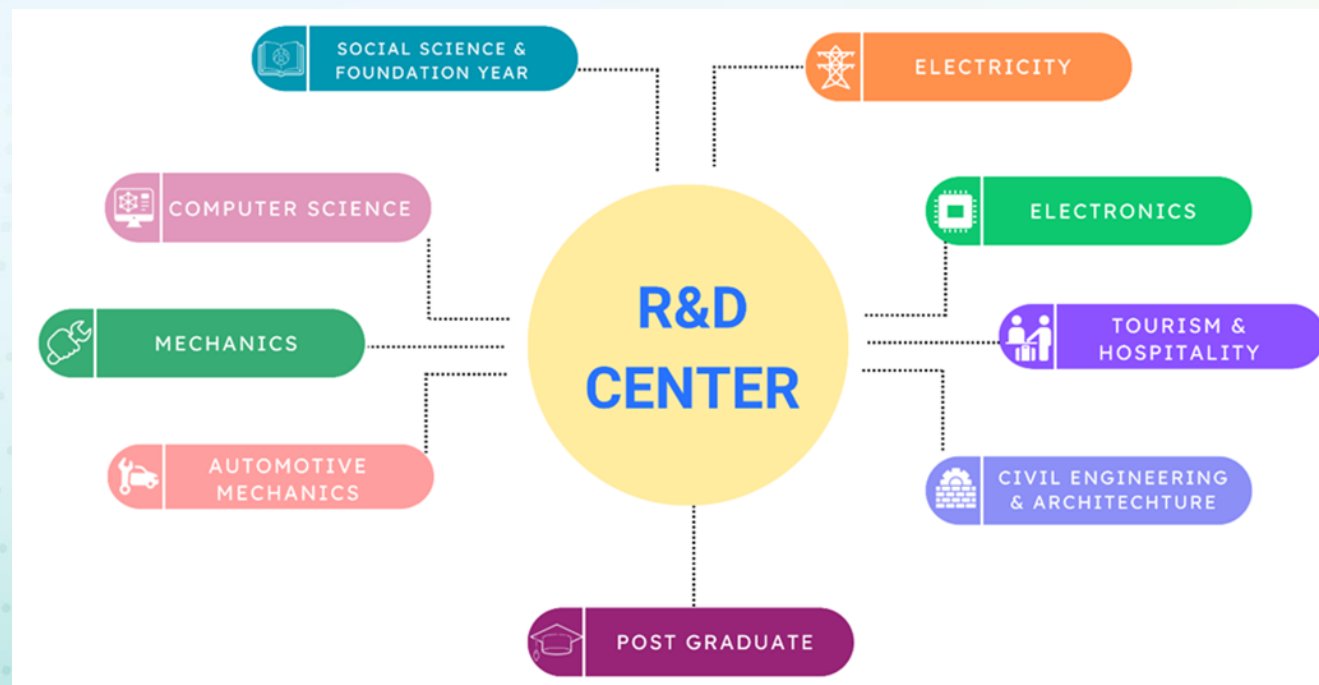 SOCIAL SCIENCE &
FOUNDATION YEAR
ELECTRICITY
COMPUTER SCIENCE
ELECTRONICS
R&D
CENTER
MECHANICS
TOURISM &
HOSPITALITY
AUTOMOTIVE
MECHANICS
CIVIL ENGINEERING
& ARCHITECHTURE
POST GRADUATE